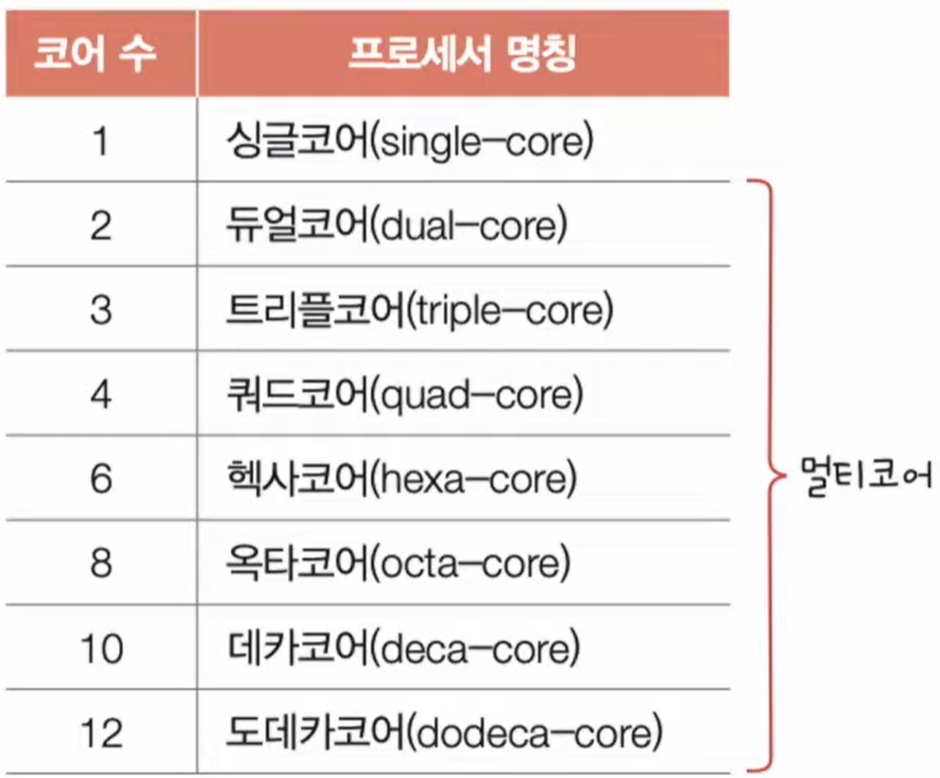 코어 수 프로세서 명칭
1 싱글코어(single-core)
2 듀얼코어(dual-core)
3 트리플코어(triple-core)
4 쿼드코어(quad-core)
6 헥사코어(hexa-core)
8 옥타코어(octa-core)
10 데카코어(deca-core)
12 도데카코어(dodeca-core)
멀티코어